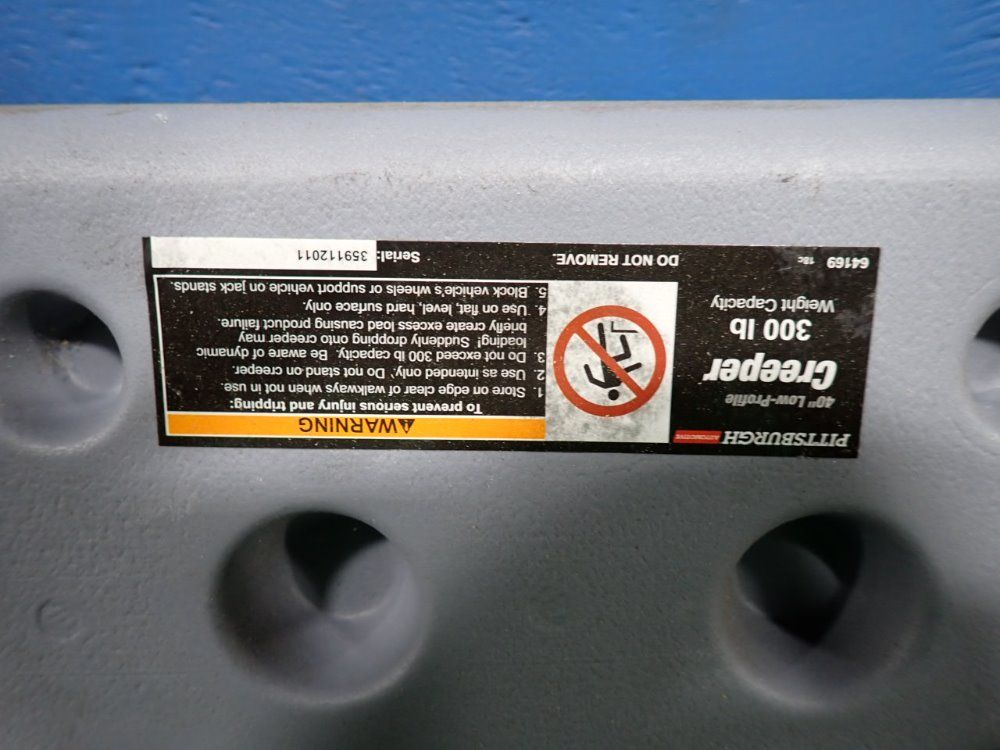 PITTSBURGH AUTOMOTIVE
40" Low-Profile
Creeper
300 lb
Weight Capacity
64169 18c
⚠WARNING
To prevent serious injury and tripping:
1. Store on edge clear of walkways when not in use.
2. Use as intended only. Do not stand on creeper.
3. Do not exceed 300 lb capacity. Be aware of dynamic
loading! Suddenly dropping onto creeper may
briefly create excess load causing product failure.
4. Use on flat, level, hard surface only.
5. Block vehicle's wheels or support vehicle on jack stands.
DO NOT REMOVE.
Serial: 359112011